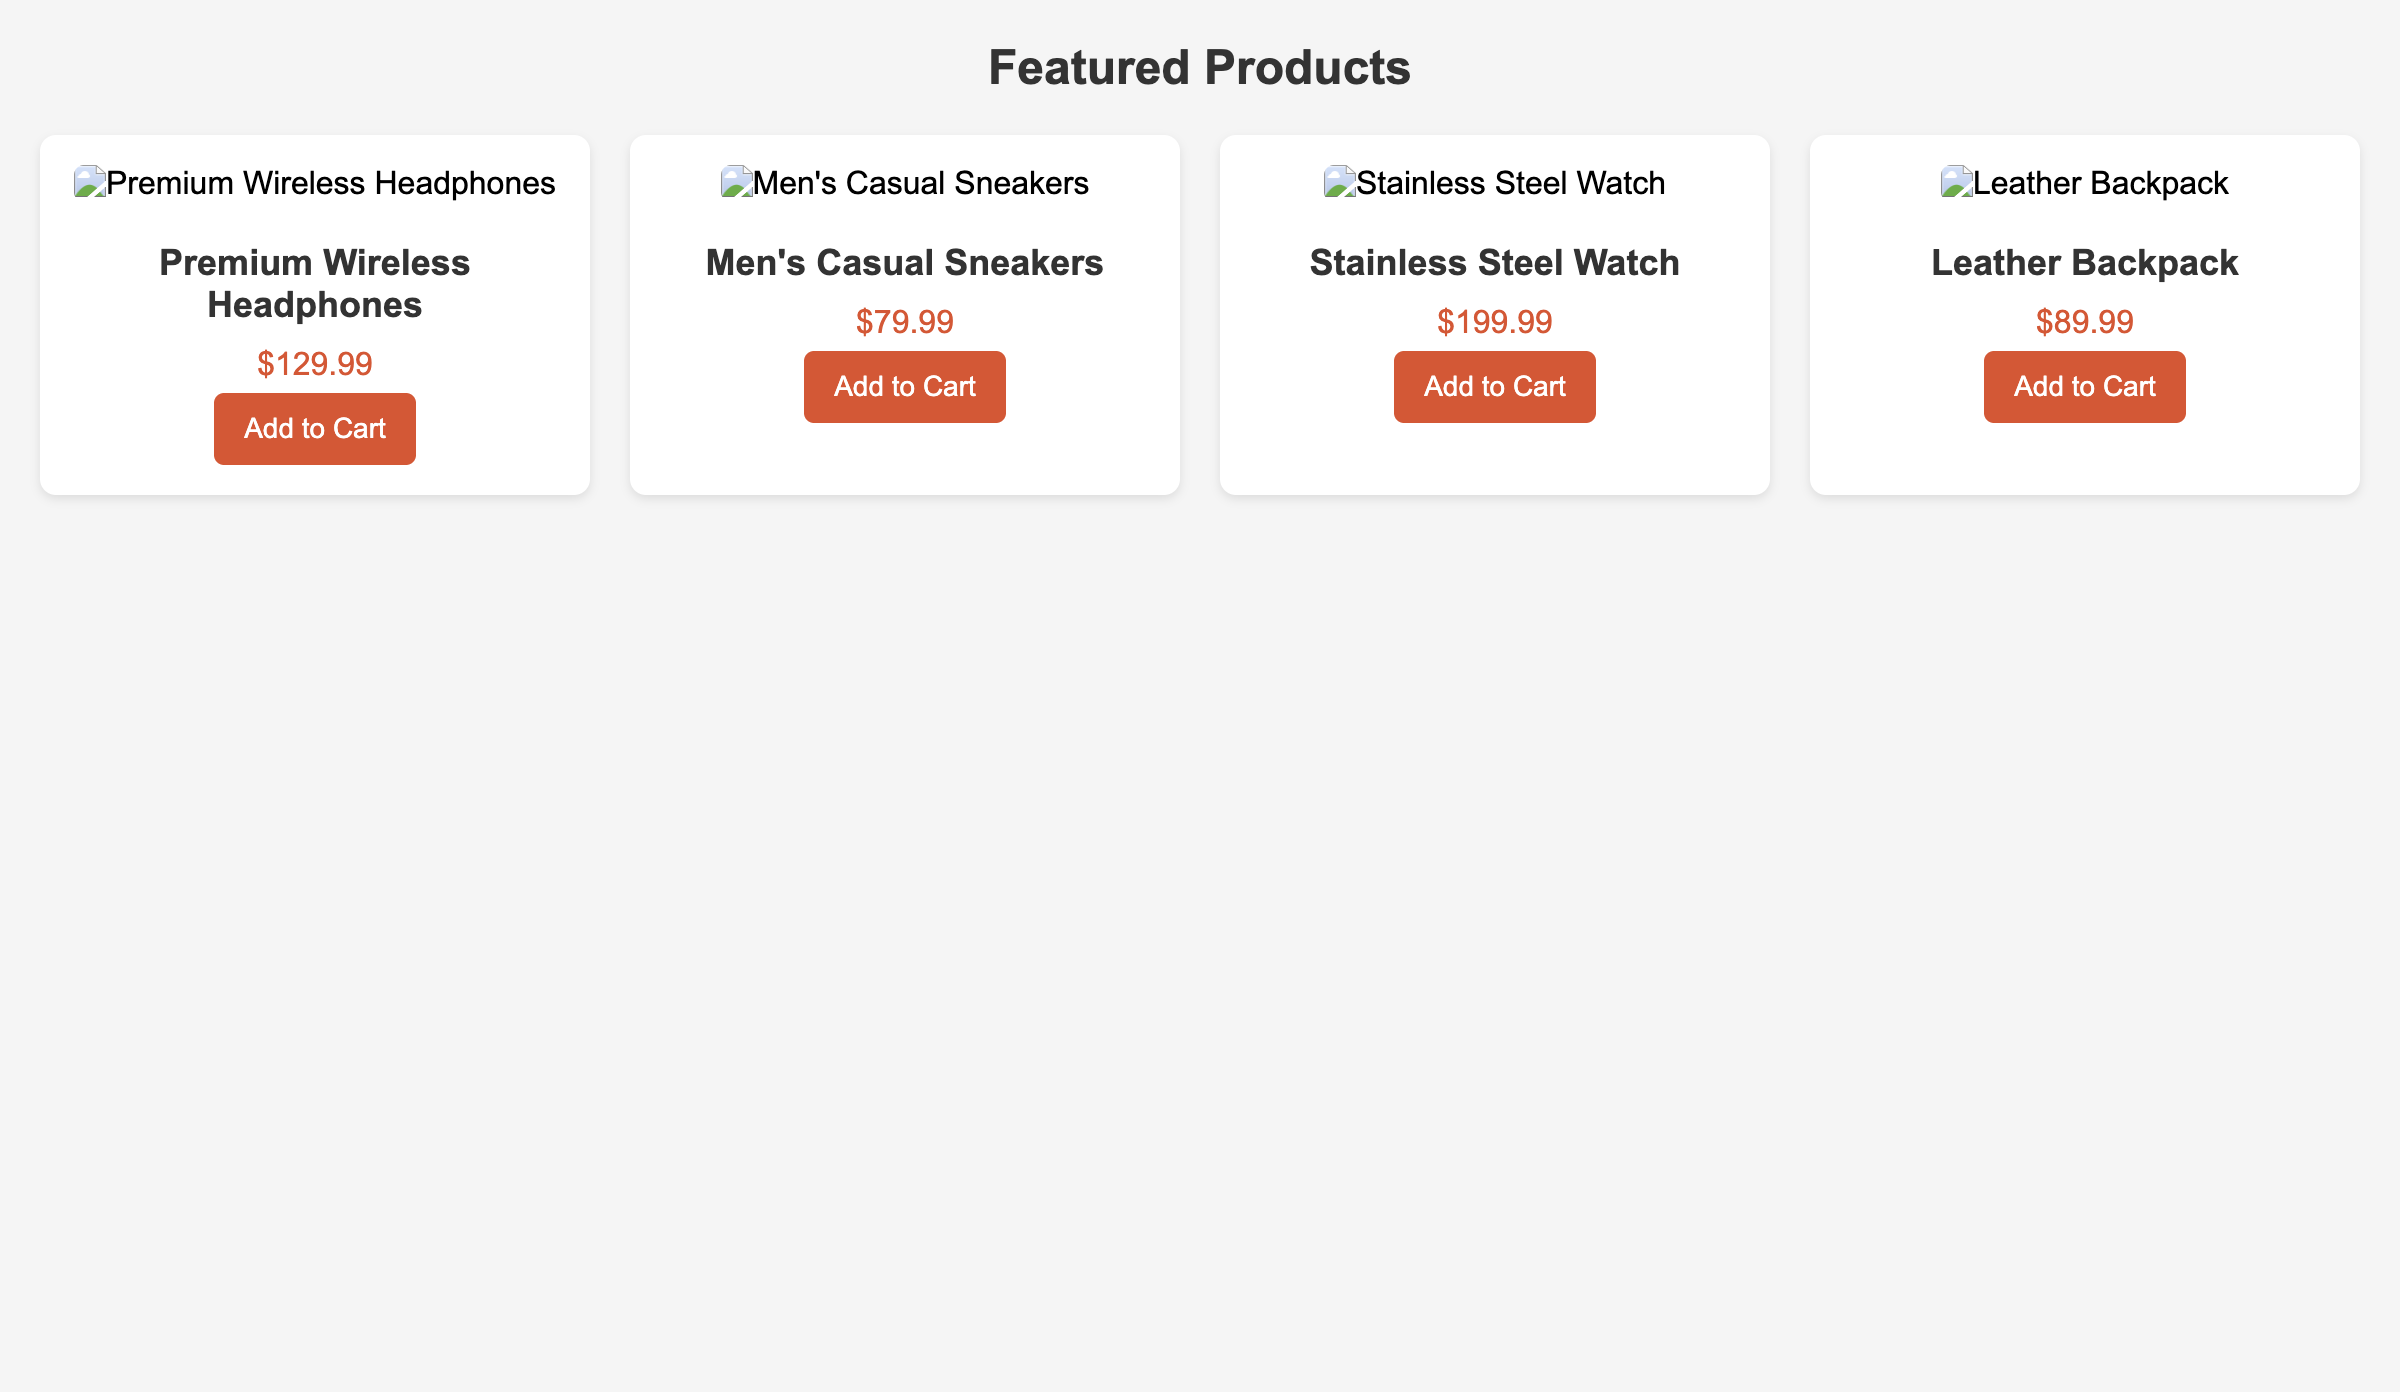 Featured Products
Premium Wireless Headphones
Premium Wireless
Headphones
$129.99
Add to Cart
Men's Casual Sneakers
Men's Casual Sneakers
$79.99
Add to Cart
Stainless Steel Watch
Stainless Steel Watch
$199.99
Add to Cart
Leather Backpack
Leather Backpack
$89.99
Add to Cart